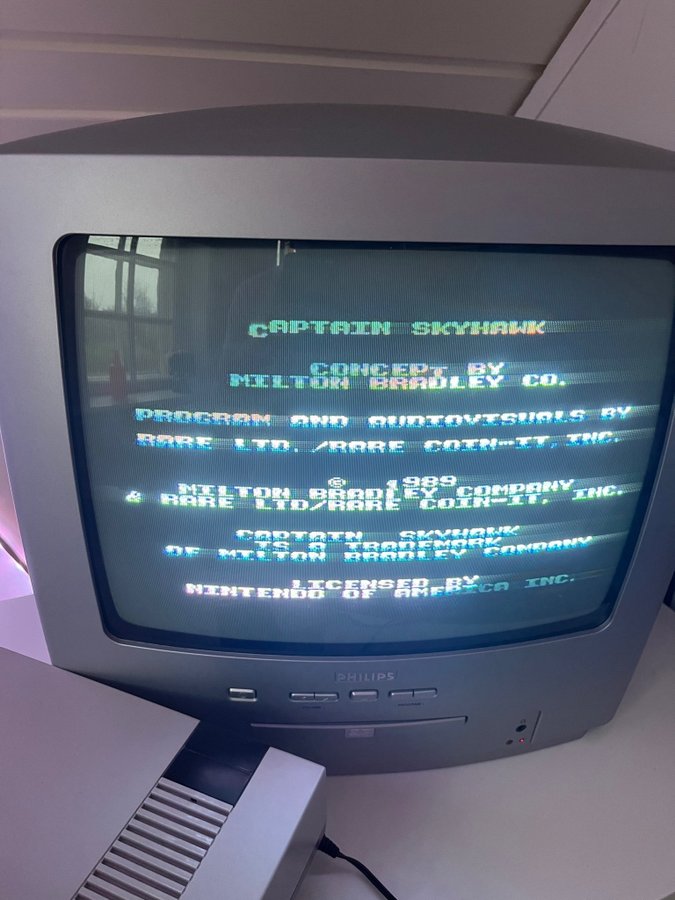 CAPTAIN SKYHAWK
CONCEPT BY
MILTON BRADLEY CO.
PROGRAM AND AUDIOVISUALS BY
RARE LTD./RARE COIN-IT, INC.
© 1989
MILTON BRADLEY COMPANY
& RARE LTD/RARE COIN-IT, INC.
CAPTAIN SKYHAWK
IS A TRADEMARK
OF MILTON BRADLEY COMPANY
LICENSED BY
NINTENDO OF AMERICA INC.
PHILIPS